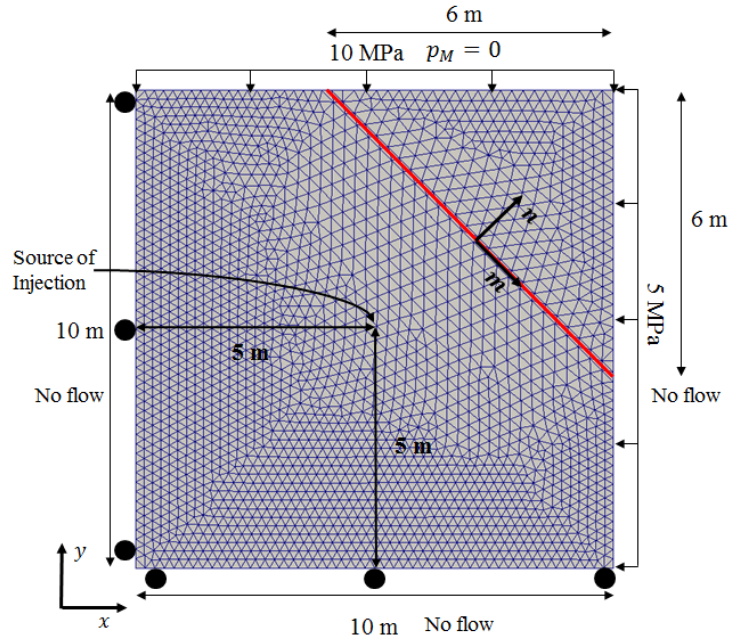 6 m
10 MPa p_M = 0
n
m
6 m
Source of
Injection
10 m
5 m
5 MPa
No flow
No flow
5 m
y
x
10 m No flow